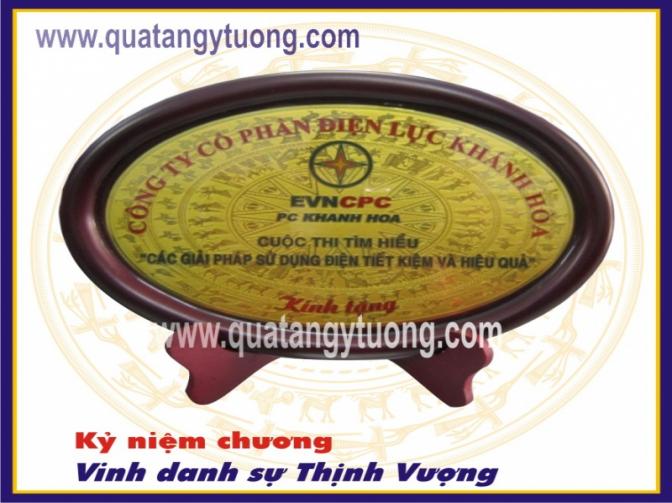 www.quatangytuong.com
CÔNG TY CỔ PHẦN ĐIỆN LỰC KHÁNH HÒA
EVNCPC
PC KHANH HOA
CUỘC THI TÌM HIỂU
"CÁC GIẢI PHÁP SỬ DỤNG ĐIỆN TIẾT KIỆM VÀ HIỆU QUẢ"
Kính tặng
www.quatangytuong.com
Kỷ niệm chương
Vinh danh sự Thịnh Vượng